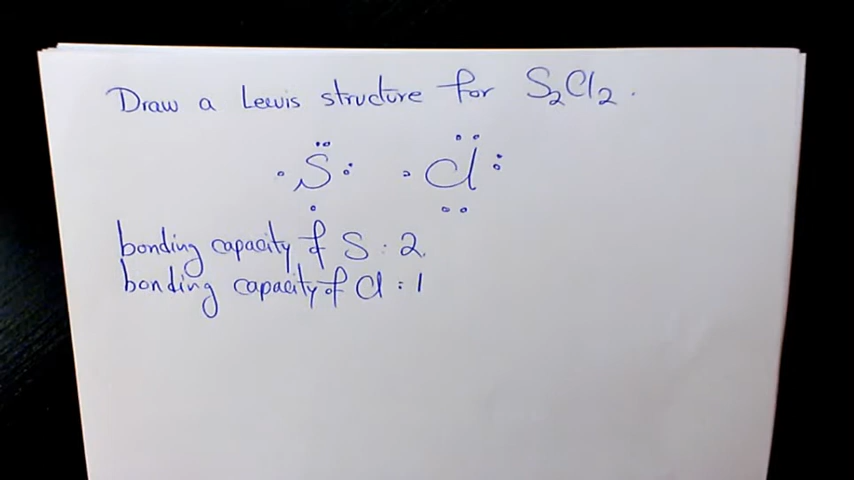 Draw a Lewis structure for S₂Cl₂.
S Cl
bonding capacity of S : 2.
bonding capacity of Cl : 1